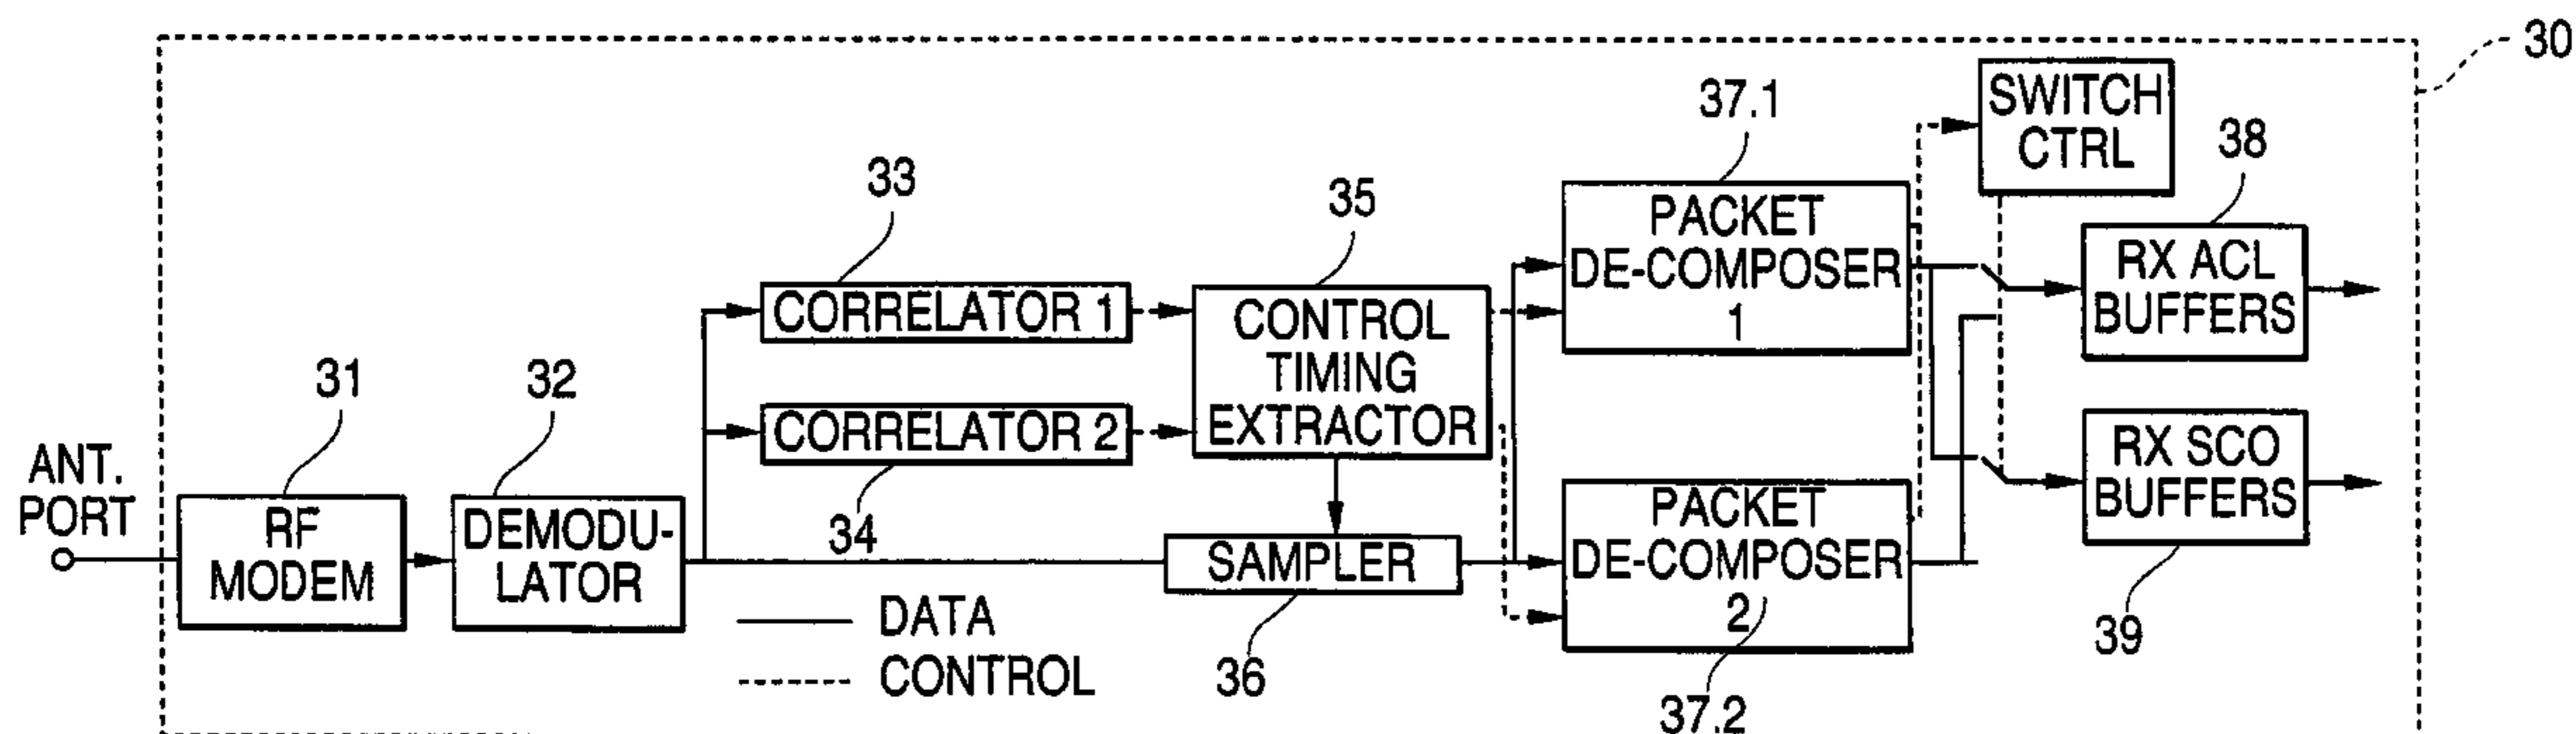 30
SWITCH
CTRL
37.1
38
33
35
PACKET
DE-COMPOSER
1
RX ACL
BUFFERS
CORRELATOR 1
CONTROL
TIMING
EXTRACTOR
31
32
CORRELATOR 2
34
RX SCO
BUFFERS
39
ANT.
PORT
RF
MODEM
DEMODU-
LATOR
SAMPLER
36
PACKET
DE-COMPOSER
2
37.2
DATA
CONTROL